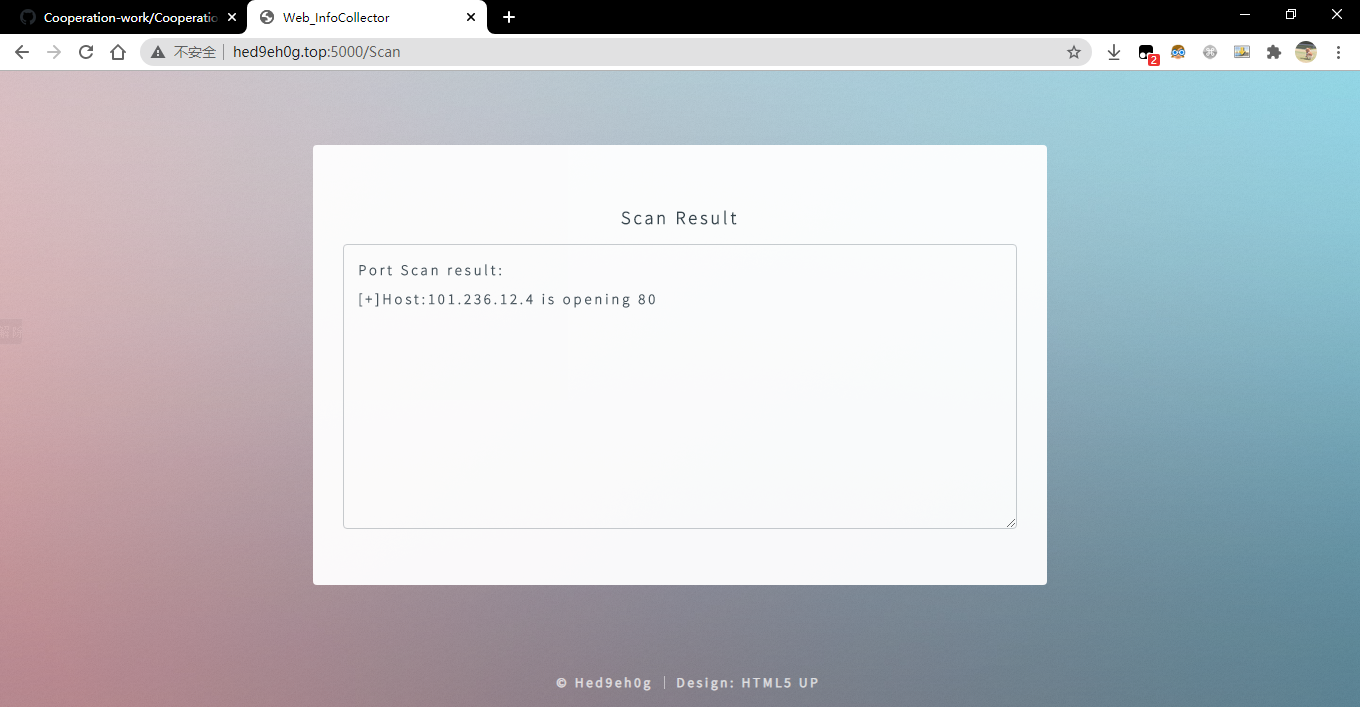 Cooperation-work/Cooperatio
Web_InfoCollector
不安全
hed9eh0g.top:5000/Scan
2
Scan Result
Port Scan result:
[+]Host:101.236.12.4 is opening 80
© Hed9eh0g
Design: HTML5 UP